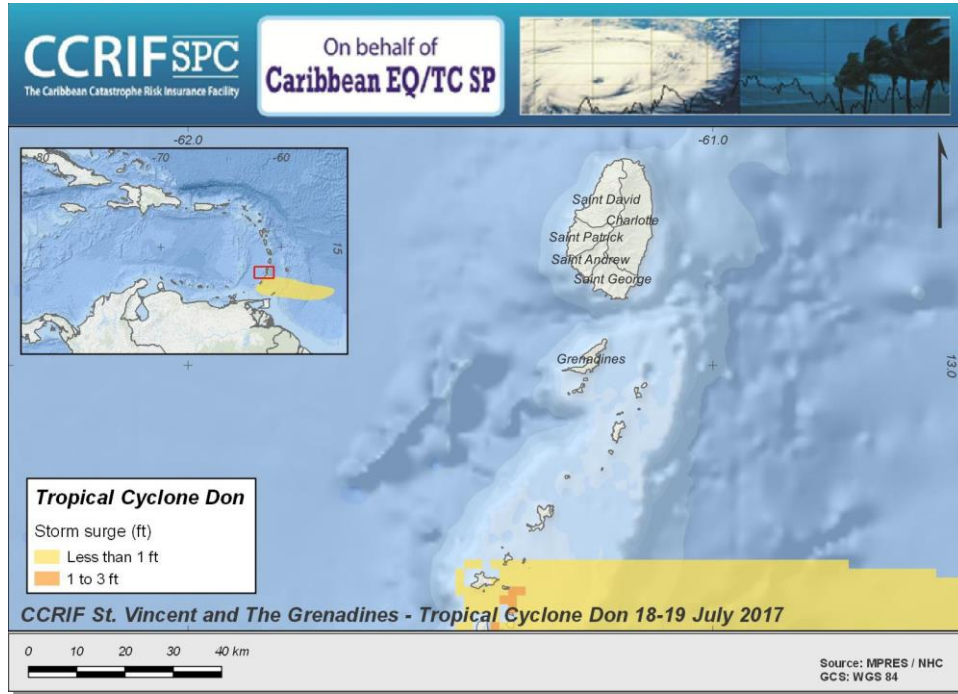 CCRIF SPC
The Caribbean Catastrophe Risk Insurance Facility
On behalf of
Caribbean EQ/TC SP
-62.0
-61.0
-80
-70
-60
15
Saint David
Charlotte
Saint Patrick
Saint Andrew
Saint George
Grenadines
13.0
Tropical Cyclone Don
Storm surge (ft)
Less than 1 ft
1 to 3 ft
CCRIF St. Vincent and The Grenadines - Tropical Cyclone Don 18-19 July 2017
0 10 20 30 40 km
Source: MPRES / NHC
GCS: WGS 84